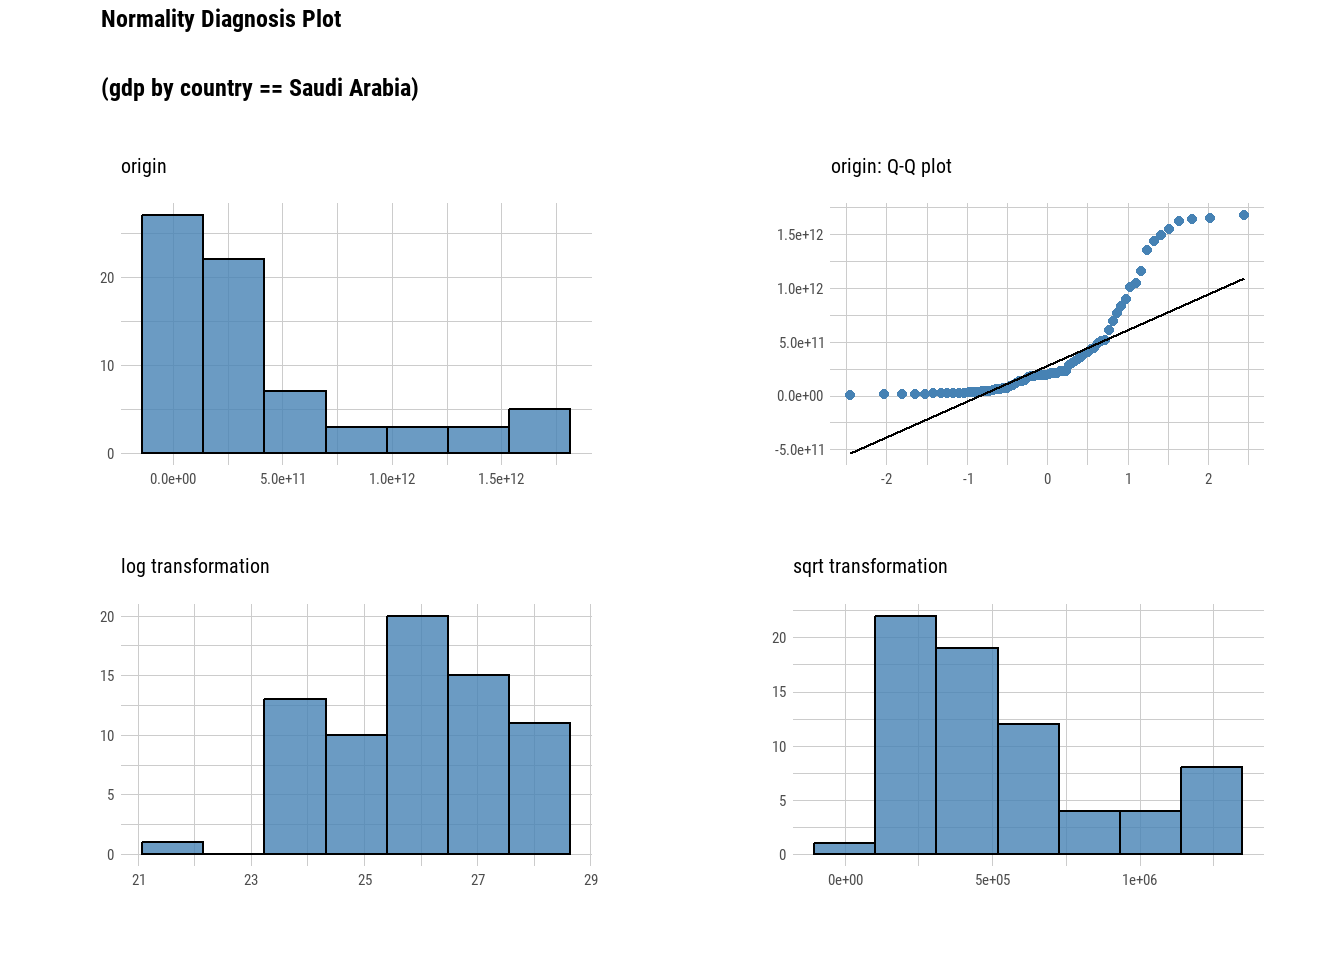 Normality Diagnosis Plot
(gdp by country == Saudi Arabia)
origin
20
10
0
0.0e+00 5.0e+11 1.0e+12 1.5e+12
origin: Q-Q plot
1.5e+12
1.0e+12
5.0e+11
0.0e+00
-5.0e+11
-2 -1 0 1 2
log transformation
20
15
10
5
0
21 23 25 27 29
sqrt transformation
20
15
10
5
0
0e+00 5e+05 1e+06